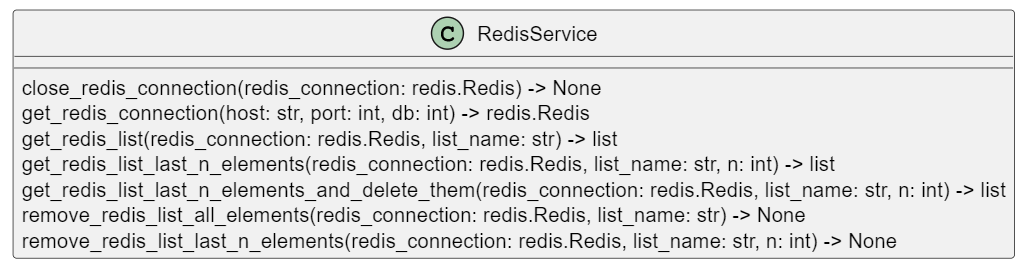 C RedisService
close_redis_connection(redis_connection: redis.Redis) -> None
get_redis_connection(host: str, port: int, db: int) -> redis.Redis
get_redis_list(redis_connection: redis.Redis, list_name: str) -> list
get_redis_list_last_n_elements(redis_connection: redis.Redis, list_name: str, n: int) -> list
get_redis_list_last_n_elements_and_delete_them(redis_connection: redis.Redis, list_name: str, n: int) -> list
remove_redis_list_all_elements(redis_connection: redis.Redis, list_name: str) -> None
remove_redis_list_last_n_elements(redis_connection: redis.Redis, list_name: str, n: int) -> None